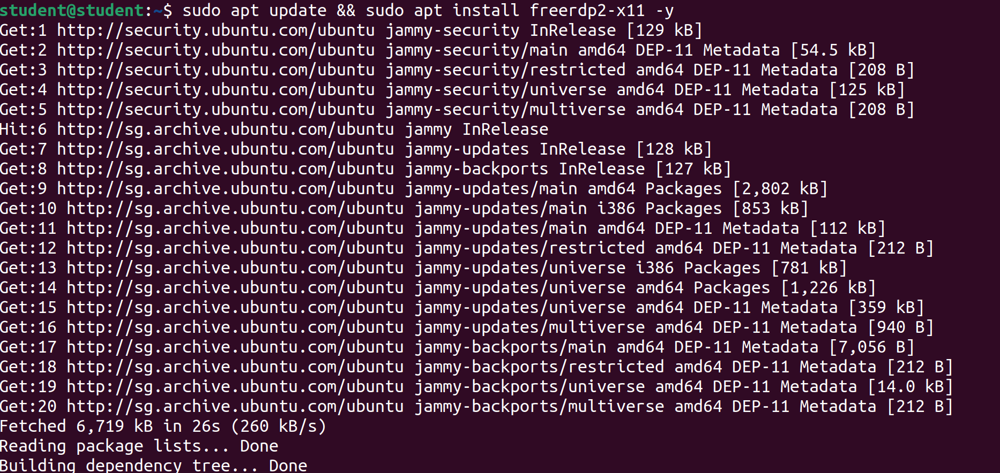 student@student:~$ sudo apt update && sudo apt install freerdp2-x11 -y
Get:1 http://security.ubuntu.com/ubuntu jammy-security InRelease [129 kB]
Get:2 http://security.ubuntu.com/ubuntu jammy-security/main amd64 DEP-11 Metadata [54.5 kB]
Get:3 http://security.ubuntu.com/ubuntu jammy-security/restricted amd64 DEP-11 Metadata [208 B]
Get:4 http://security.ubuntu.com/ubuntu jammy-security/universe amd64 DEP-11 Metadata [125 kB]
Get:5 http://security.ubuntu.com/ubuntu jammy-security/multiverse amd64 DEP-11 Metadata [208 B]
Hit:6 http://sg.archive.ubuntu.com/ubuntu jammy InRelease
Get:7 http://sg.archive.ubuntu.com/ubuntu jammy-updates InRelease [128 kB]
Get:8 http://sg.archive.ubuntu.com/ubuntu jammy-backports InRelease [127 kB]
Get:9 http://sg.archive.ubuntu.com/ubuntu jammy-updates/main amd64 Packages [2,802 kB]
Get:10 http://sg.archive.ubuntu.com/ubuntu jammy-updates/main i386 Packages [853 kB]
Get:11 http://sg.archive.ubuntu.com/ubuntu jammy-updates/main amd64 DEP-11 Metadata [112 kB]
Get:12 http://sg.archive.ubuntu.com/ubuntu jammy-updates/restricted amd64 DEP-11 Metadata [212 B]
Get:13 http://sg.archive.ubuntu.com/ubuntu jammy-updates/universe i386 Packages [781 kB]
Get:14 http://sg.archive.ubuntu.com/ubuntu jammy-updates/universe amd64 Packages [1,226 kB]
Get:15 http://sg.archive.ubuntu.com/ubuntu jammy-updates/universe amd64 DEP-11 Metadata [359 kB]
Get:16 http://sg.archive.ubuntu.com/ubuntu jammy-updates/multiverse amd64 DEP-11 Metadata [940 B]
Get:17 http://sg.archive.ubuntu.com/ubuntu jammy-backports/main amd64 DEP-11 Metadata [7,056 B]
Get:18 http://sg.archive.ubuntu.com/ubuntu jammy-backports/restricted amd64 DEP-11 Metadata [212 B]
Get:19 http://sg.archive.ubuntu.com/ubuntu jammy-backports/universe amd64 DEP-11 Metadata [14.0 kB]
Get:20 http://sg.archive.ubuntu.com/ubuntu jammy-backports/multiverse amd64 DEP-11 Metadata [212 B]
Fetched 6,719 kB in 26s (260 kB/s)
Reading package lists... Done
Building dependency tree... Done